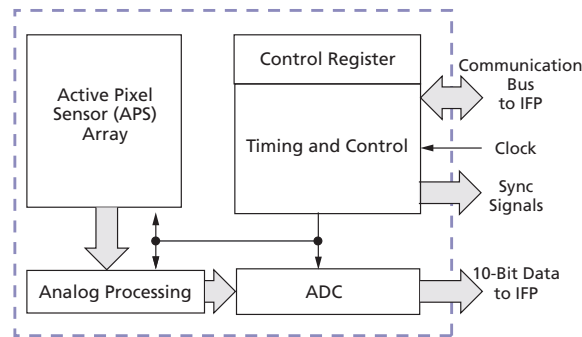 Active Pixel
Sensor (APS)
Array
Control Register
Timing and Control
Communication
Bus
to IFP
Clock
Sync
Signals
Analog Processing
ADC
10-Bit Data
to IFP